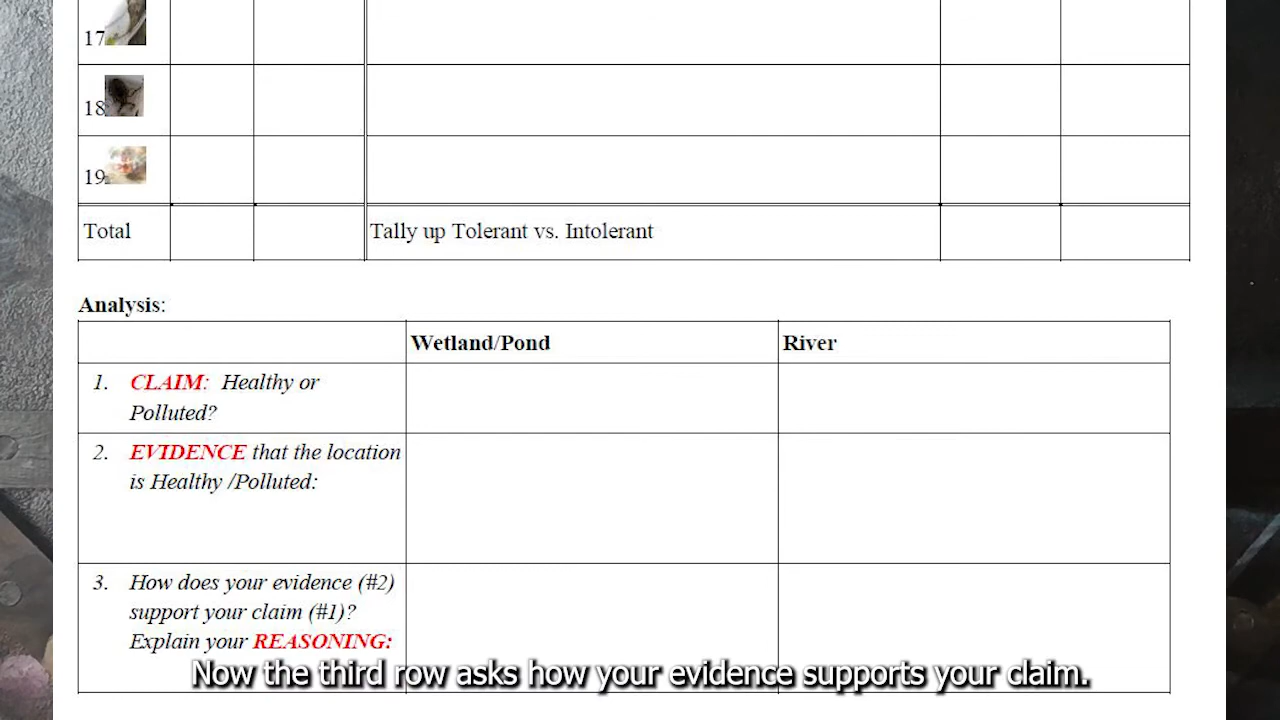 17
18
19
Total
Tally up Tolerant vs. Intolerant
Analysis:
Wetland/Pond
River
1. CLAIM: Healthy or
Polluted?
2. EVIDENCE that the location
is Healthy /Polluted:
3. How does your evidence (#2)
support your claim (#1)?
Explain your REASONING:
Now the third row asks how your evidence supports your claim.